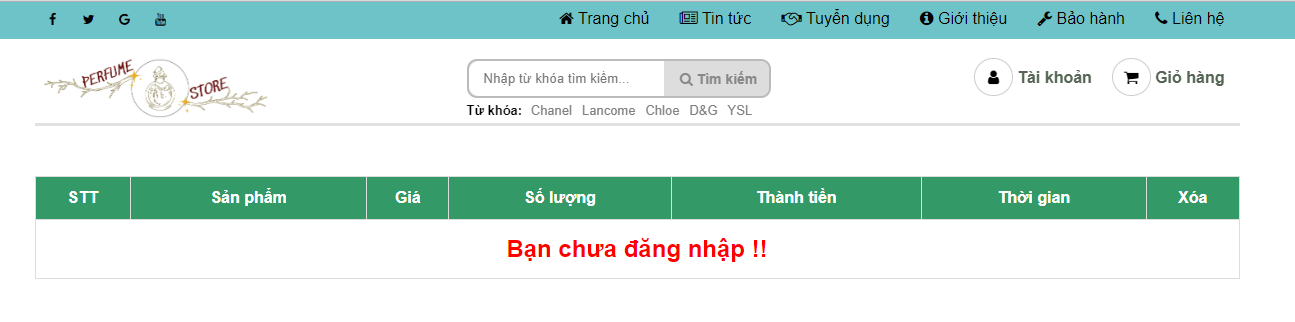 Trang chủ Tin tức Tuyển dụng Giới thiệu Bảo hành Liên hệ
PERFUME STORE
Nhập từ khóa tìm kiếm... Tìm kiếm
Tài khoản Giỏ hàng
Từ khóa: Chanel Lancome Chloe D&G YSL
STT Sản phẩm Giá Số lượng Thành tiền Thời gian Xóa
Bạn chưa đăng nhập !!